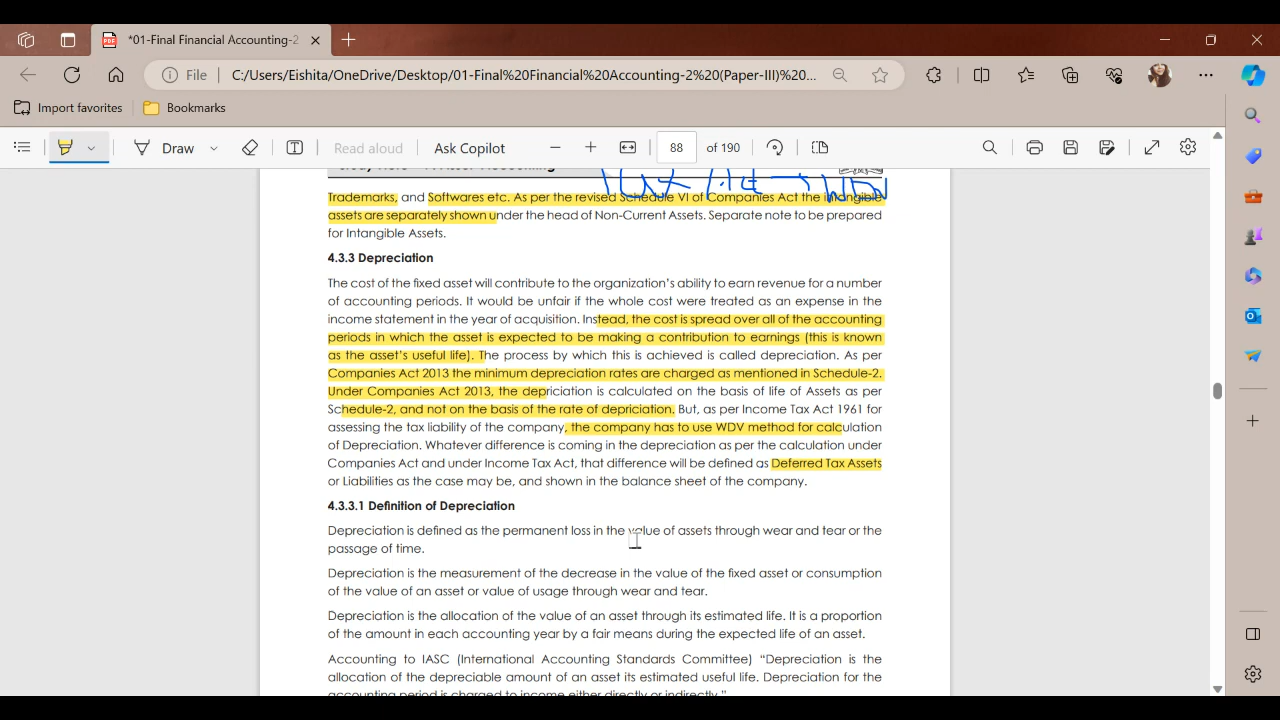 *01-Final Financial Accounting-2
File
C:/Users/Eishita/OneDrive/Desktop/01-Final%20Financial%20Accounting-2%20(Paper-III)%20...
Import favorites
Bookmarks
Draw
Read aloud
Ask Copilot
88
of 190
Tax Act → WDV
Trademarks, and Softwares etc. As per the revised Schedule VI of Companies Act the intangible
assets are separately shown under the head of Non-Current Assets. Separate note to be prepared
for Intangible Assets.
4.3.3 Depreciation
The cost of the fixed asset will contribute to the organization's ability to earn revenue for a number
of accounting periods. It would be unfair if the whole cost were treated as an expense in the
income statement in the year of acquisition. Instead, the cost is spread over all of the accounting
periods in which the asset is expected to be making a contribution to earnings (this is known
as the asset's useful life). The process by which this is achieved is called depreciation. As per
Companies Act 2013 the minimum depreciation rates are charged as mentioned in Schedule-2.
Under Companies Act 2013, the depriciation is calculated on the basis of life of Assets as per
Schedule-2, and not on the basis of the rate of depriciation. But, as per Income Tax Act 1961 for
assessing the tax liability of the company, the company has to use WDV method for calculation
of Depreciation. Whatever difference is coming in the depreciation as per the calculation under
Companies Act and under Income Tax Act, that difference will be defined as Deferred Tax Assets
or Liabilities as the case may be, and shown in the balance sheet of the company.
4.3.3.1 Definition of Depreciation
Depreciation is defined as the permanent loss in the value of assets through wear and tear or the
passage of time.
Depreciation is the measurement of the decrease in the value of the fixed asset or consumption
of the value of an asset or value of usage through wear and tear.
Depreciation is the allocation of the value of an asset through its estimated life. It is a proportion
of the amount in each accounting year by a fair means during the expected life of an asset.
Accounting to IASC (International Accounting Standards Committee) "Depreciation is the
allocation of the depreciable amount of an asset its estimated useful life. Depreciation for the
accounting period is charged to income either directly or indirectly."